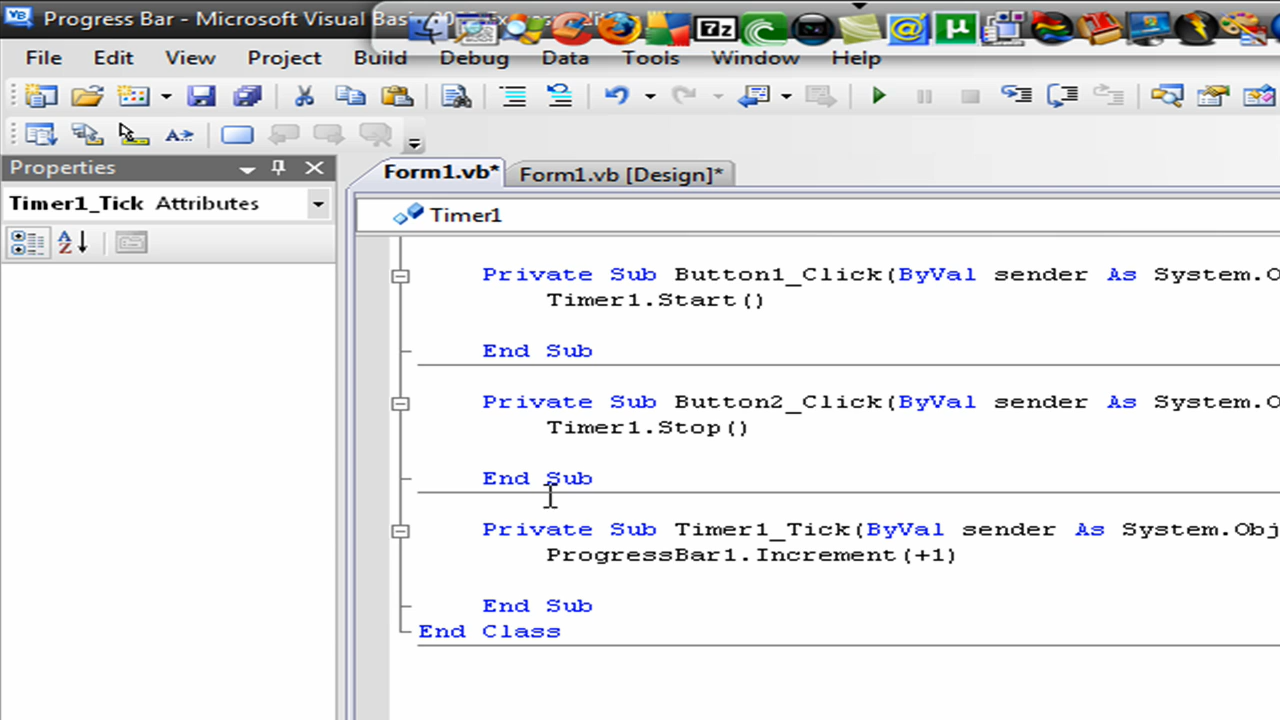 Progress Bar - Microsoft Visual Bas
File Edit View Project Build Debug Data Tools Window Help
Properties
Form1.vb* Form1.vb [Design]*
Timer1_Tick Attributes
Timer1
Private Sub Button1_Click(ByVal sender As System.O
Timer1.Start()
End Sub
Private Sub Button2_Click(ByVal sender As System.O
Timer1.Stop()
End Sub
Private Sub Timer1_Tick(ByVal sender As System.Obj
ProgressBar1.Increment(+1)
End Sub
End Class